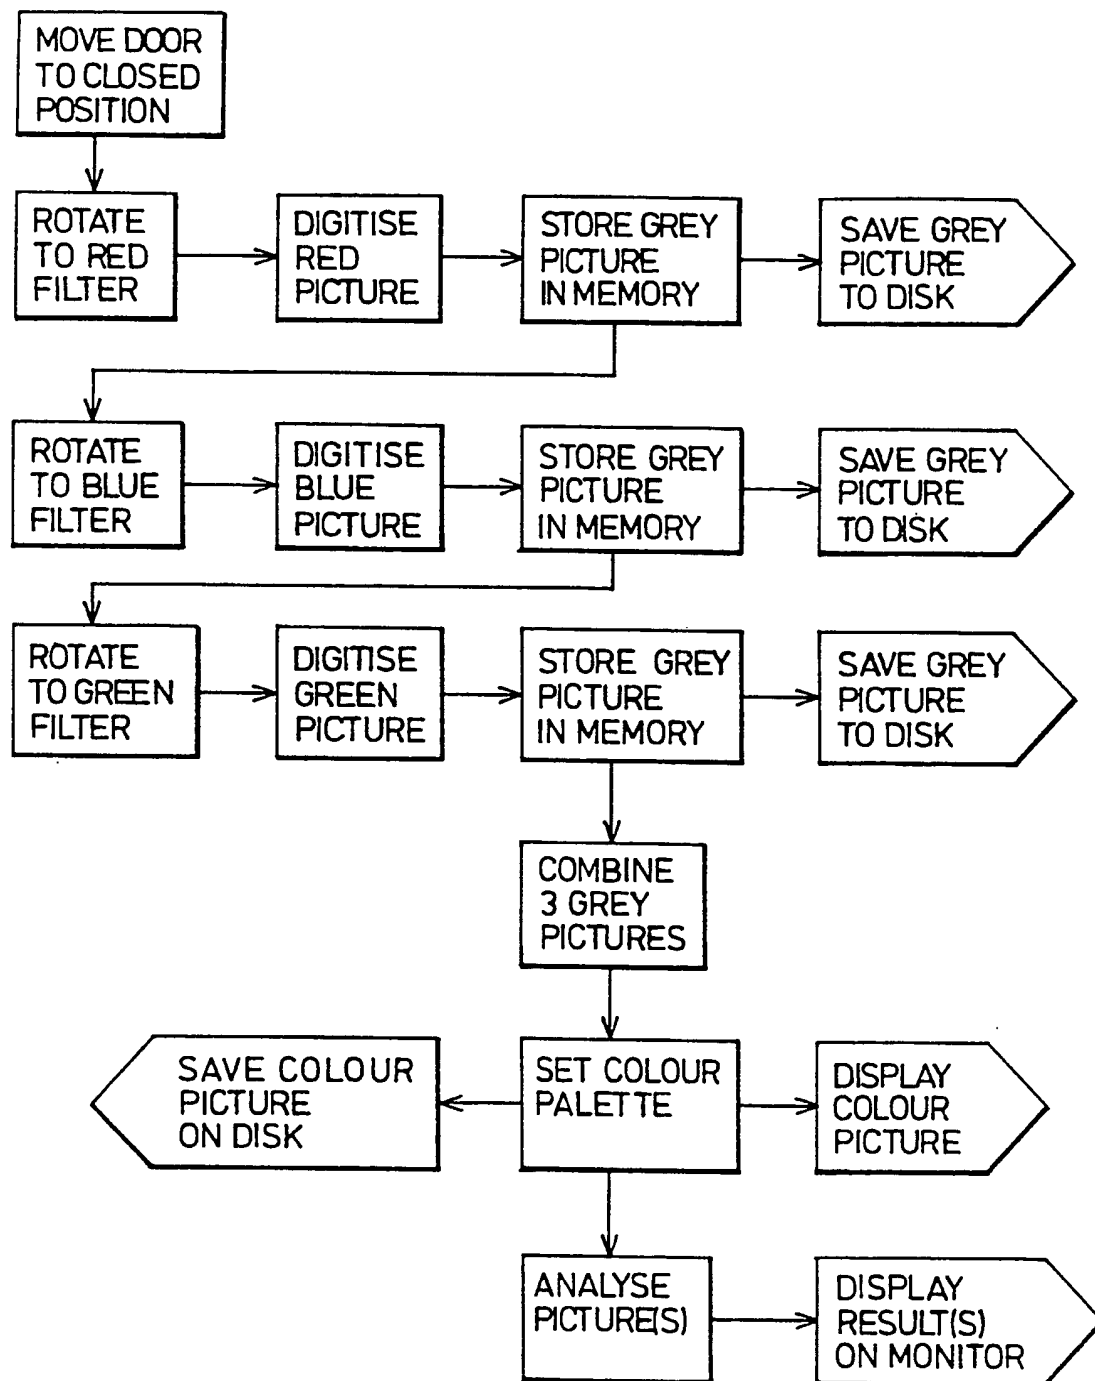 MOVE DOOR
TO CLOSED
POSITION
ROTATE
TO RED
FILTER
DIGITISE
RED
PICTURE
STORE GREY
PICTURE
IN MEMORY
SAVE GREY
PICTURE
TO DISK
ROTATE
TO BLUE
FILTER
DIGITISE
BLUE
PICTURE
STORE GREY
PICTURE
IN MEMORY
SAVE GREY
PICTURE
TO DISK
ROTATE
TO GREEN
FILTER
DIGITISE
GREEN
PICTURE
STORE GREY
PICTURE
IN MEMORY
SAVE GREY
PICTURE
TO DISK
COMBINE
3 GREY
PICTURES
SAVE COLOUR
PICTURE
ON DISK
SET COLOUR
PALETTE
DISPLAY
COLOUR
PICTURE
ANALYSE
PICTURE(S)
DISPLAY
RESULT(S)
ON MONITOR